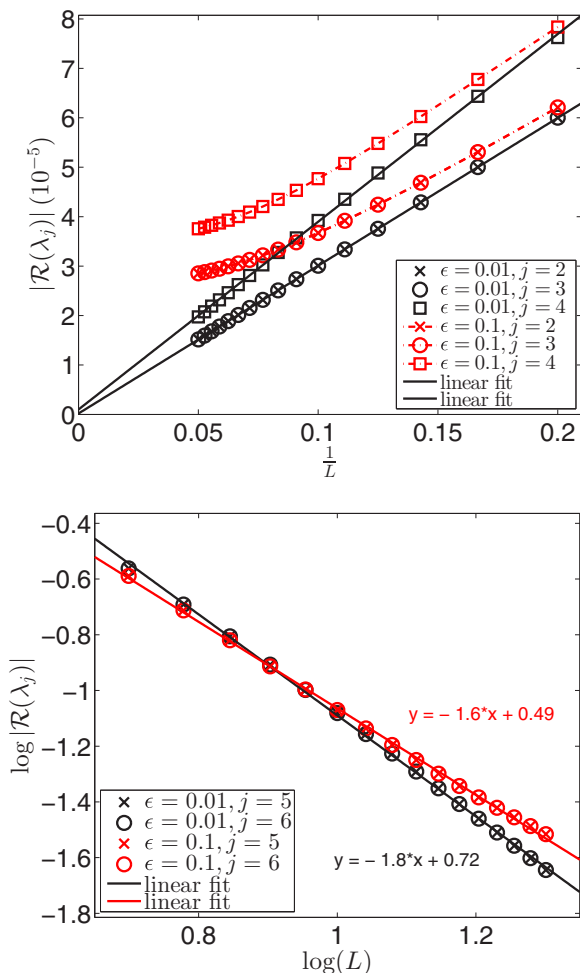 8
7
6
5
4
3
2
1
0
|ℛ(λ_j)| (10⁻⁵)
ϵ = 0.01, j = 2
ϵ = 0.01, j = 3
ϵ = 0.01, j = 4
ϵ = 0.1, j = 2
ϵ = 0.1, j = 3
ϵ = 0.1, j = 4
linear fit
linear fit
0 0.05 0.1 0.15 0.2
1/L
-0.4
-0.6
-0.8
-1
-1.2
-1.4
-1.6
-1.8
log|ℛ(λ_j)|
y = − 1.6*x + 0.49
y = − 1.8*x + 0.72
ϵ = 0.01, j = 5
ϵ = 0.01, j = 6
ϵ = 0.1, j = 5
ϵ = 0.1, j = 6
linear fit
linear fit
0.8 1 1.2
log(L)